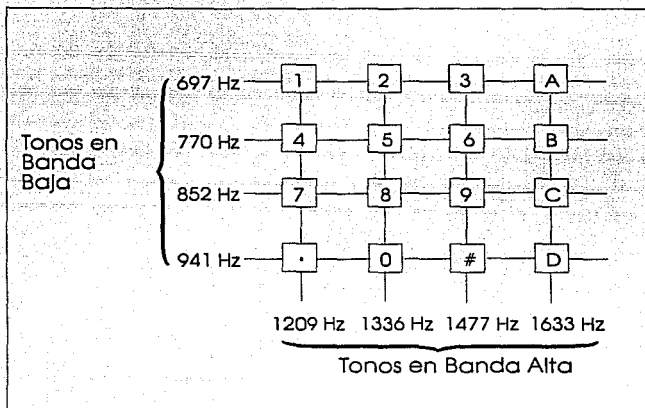 697 Hz 1 2 3 A
Tonos en
Banda
Baja
770 Hz 4 5 6 B
852 Hz 7 8 9 C
941 Hz · 0 # D
1209 Hz 1336 Hz 1477 Hz 1633 Hz
Tonos en Banda Alta